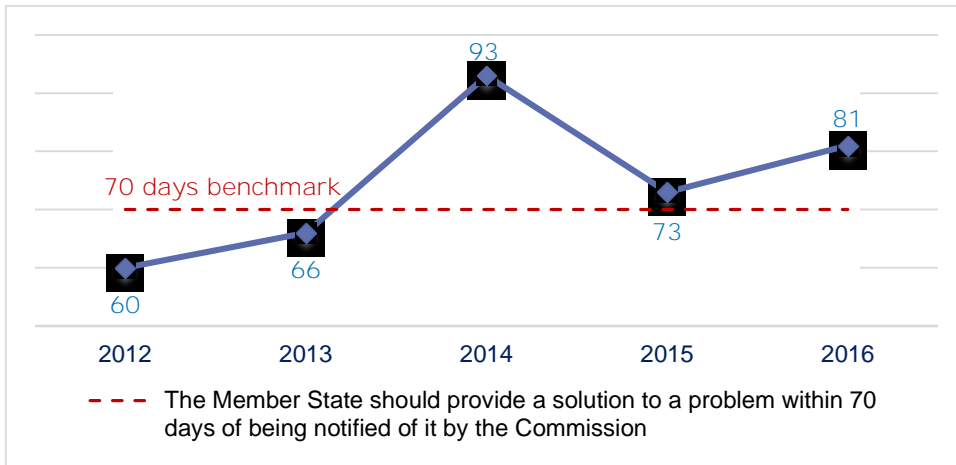 93
81
70 days benchmark
73
66
60
2012 2013 2014 2015 2016
The Member State should provide a solution to a problem within 70
days of being notified of it by the Commission